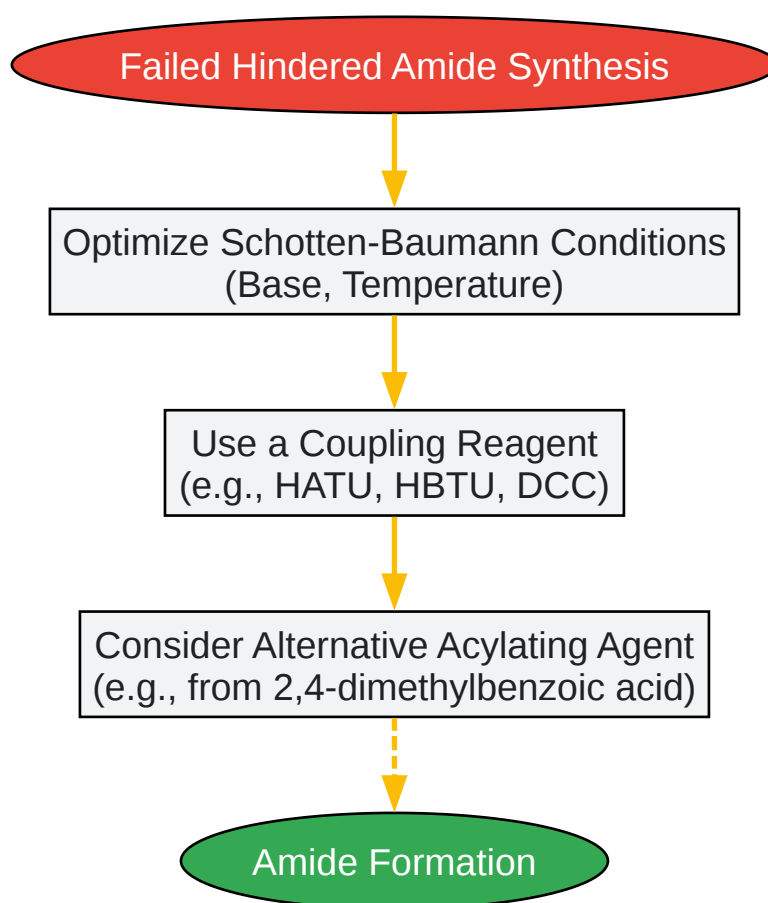 Failed Hindered Amide Synthesis
Optimize Schotten-Baumann Conditions
(Base, Temperature)
Use a Coupling Reagent
(e.g., HATU, HBTU, DCC)
Consider Alternative Acylating Agent
(e.g., from 2,4-dimethylbenzoic acid)
Amide Formation